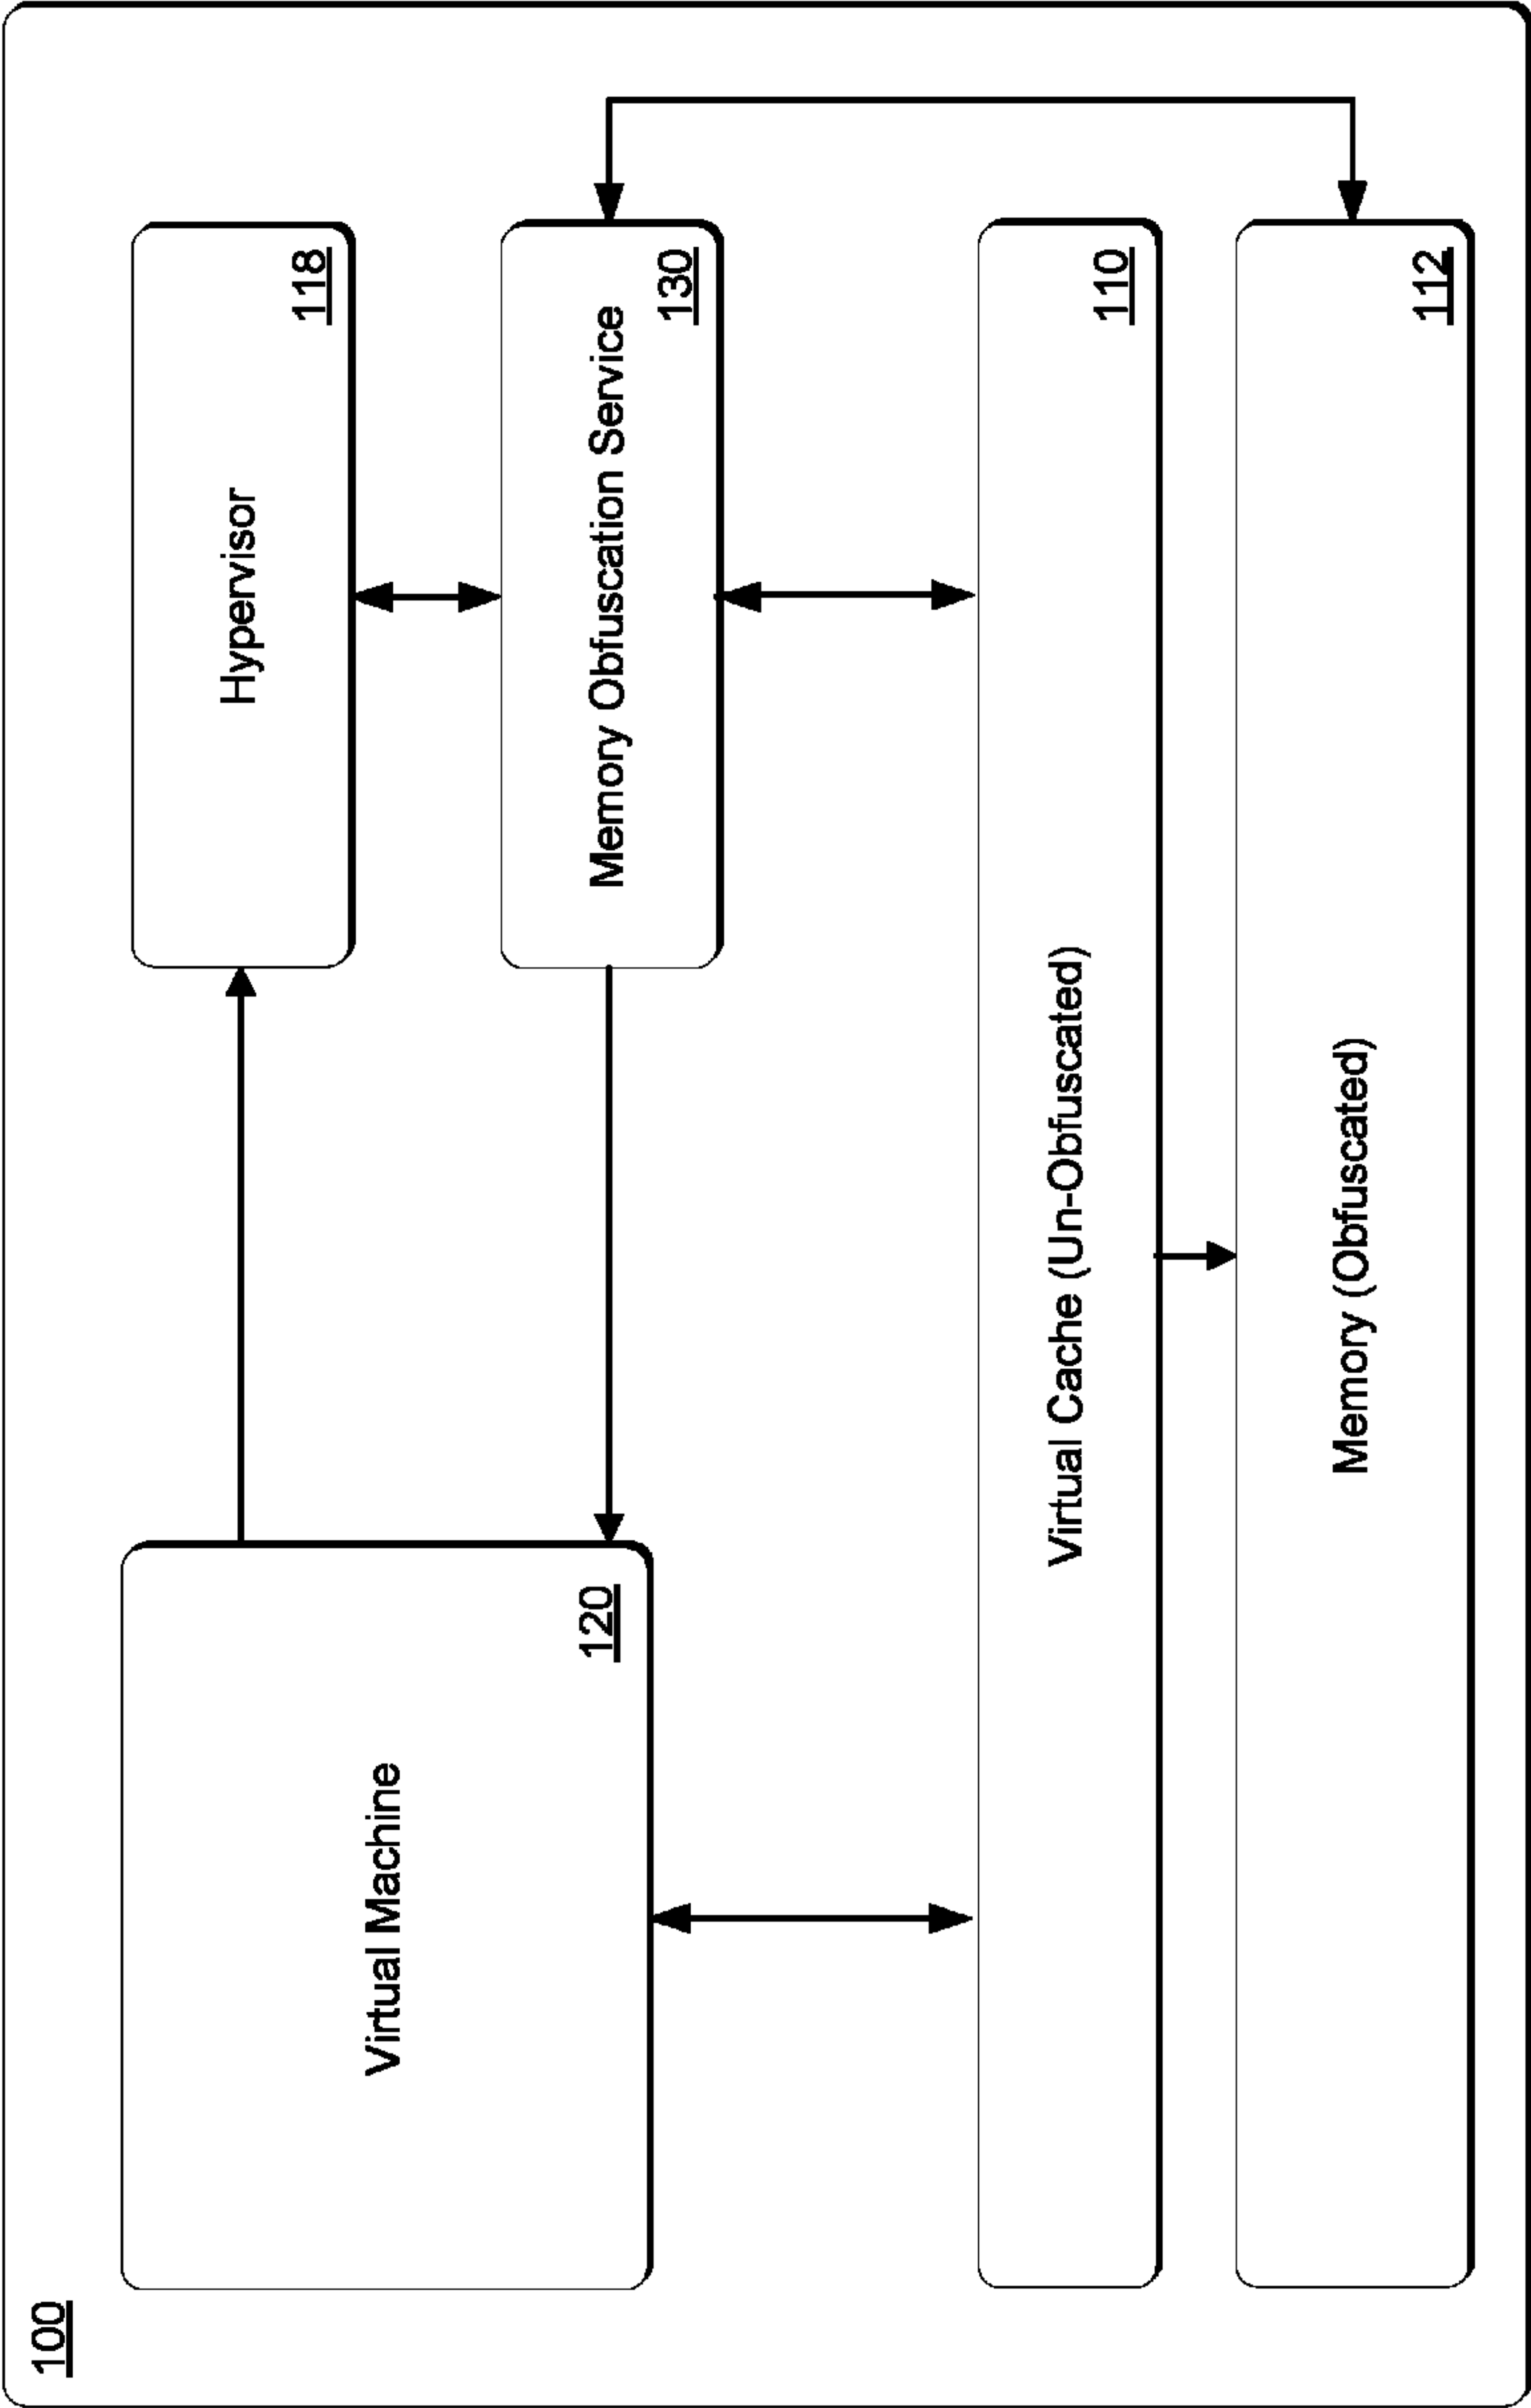 100
Virtual Machine
120
Hypervisor
118
Memory Obfuscation Service
130
Virtual Cache (Un-Obfuscated)
110
Memory (Obfuscated)
112